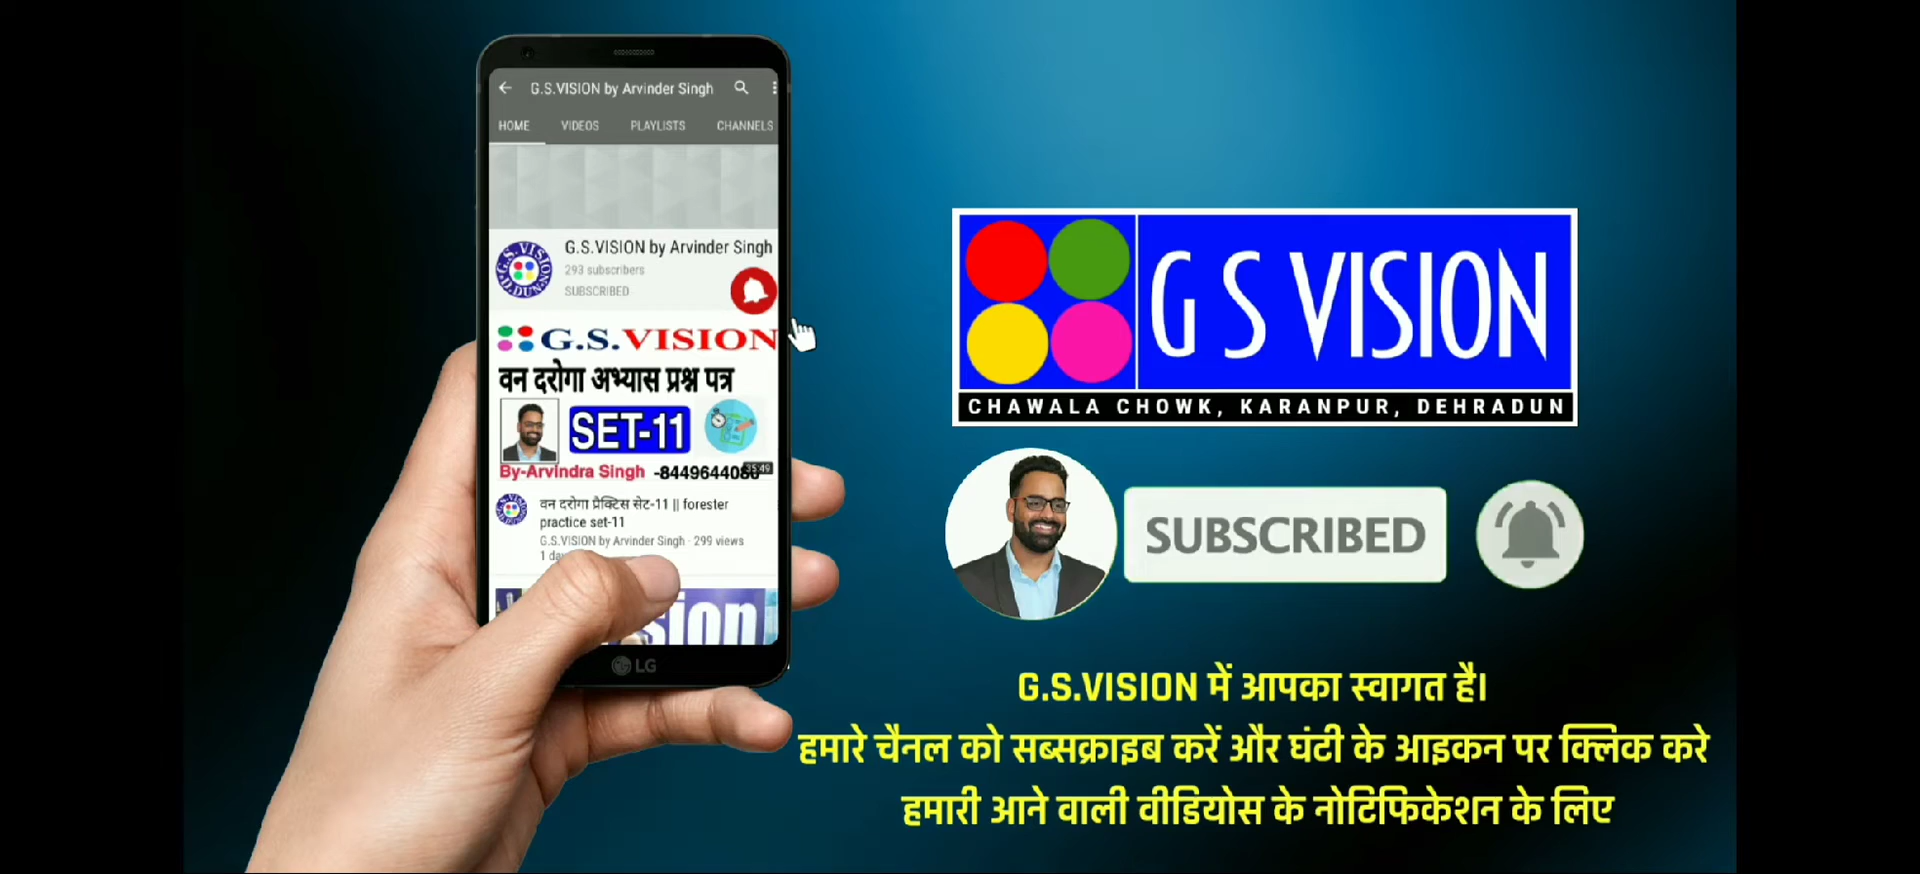 G.S.VISION by Arvinder Singh
HOME VIDEOS PLAYLISTS CHANNELS
G.S.VISION by Arvinder Singh
293 subscribers
SUBSCRIBED
G.S.VISION
वन दरोगा अभ्यास प्रश्न पत्र
SET-11
By-Arvindra Singh
35:49
वन दरोगा प्रैक्टिस सेट-11 || forester
practice set-11
G.S.VISION by Arvinder Singh · 299 views
LG
G S VISION
CHAWALA CHOWK, KARANPUR, DEHRADUN
SUBSCRIBED
G.S.VISION में आपका स्वागत है।
हमारे चैनल को सब्सक्राइब करें और घंटी के आइकन पर क्लिक करे
हमारी आने वाली वीडियोस के नोटिफिकेशन के लिए